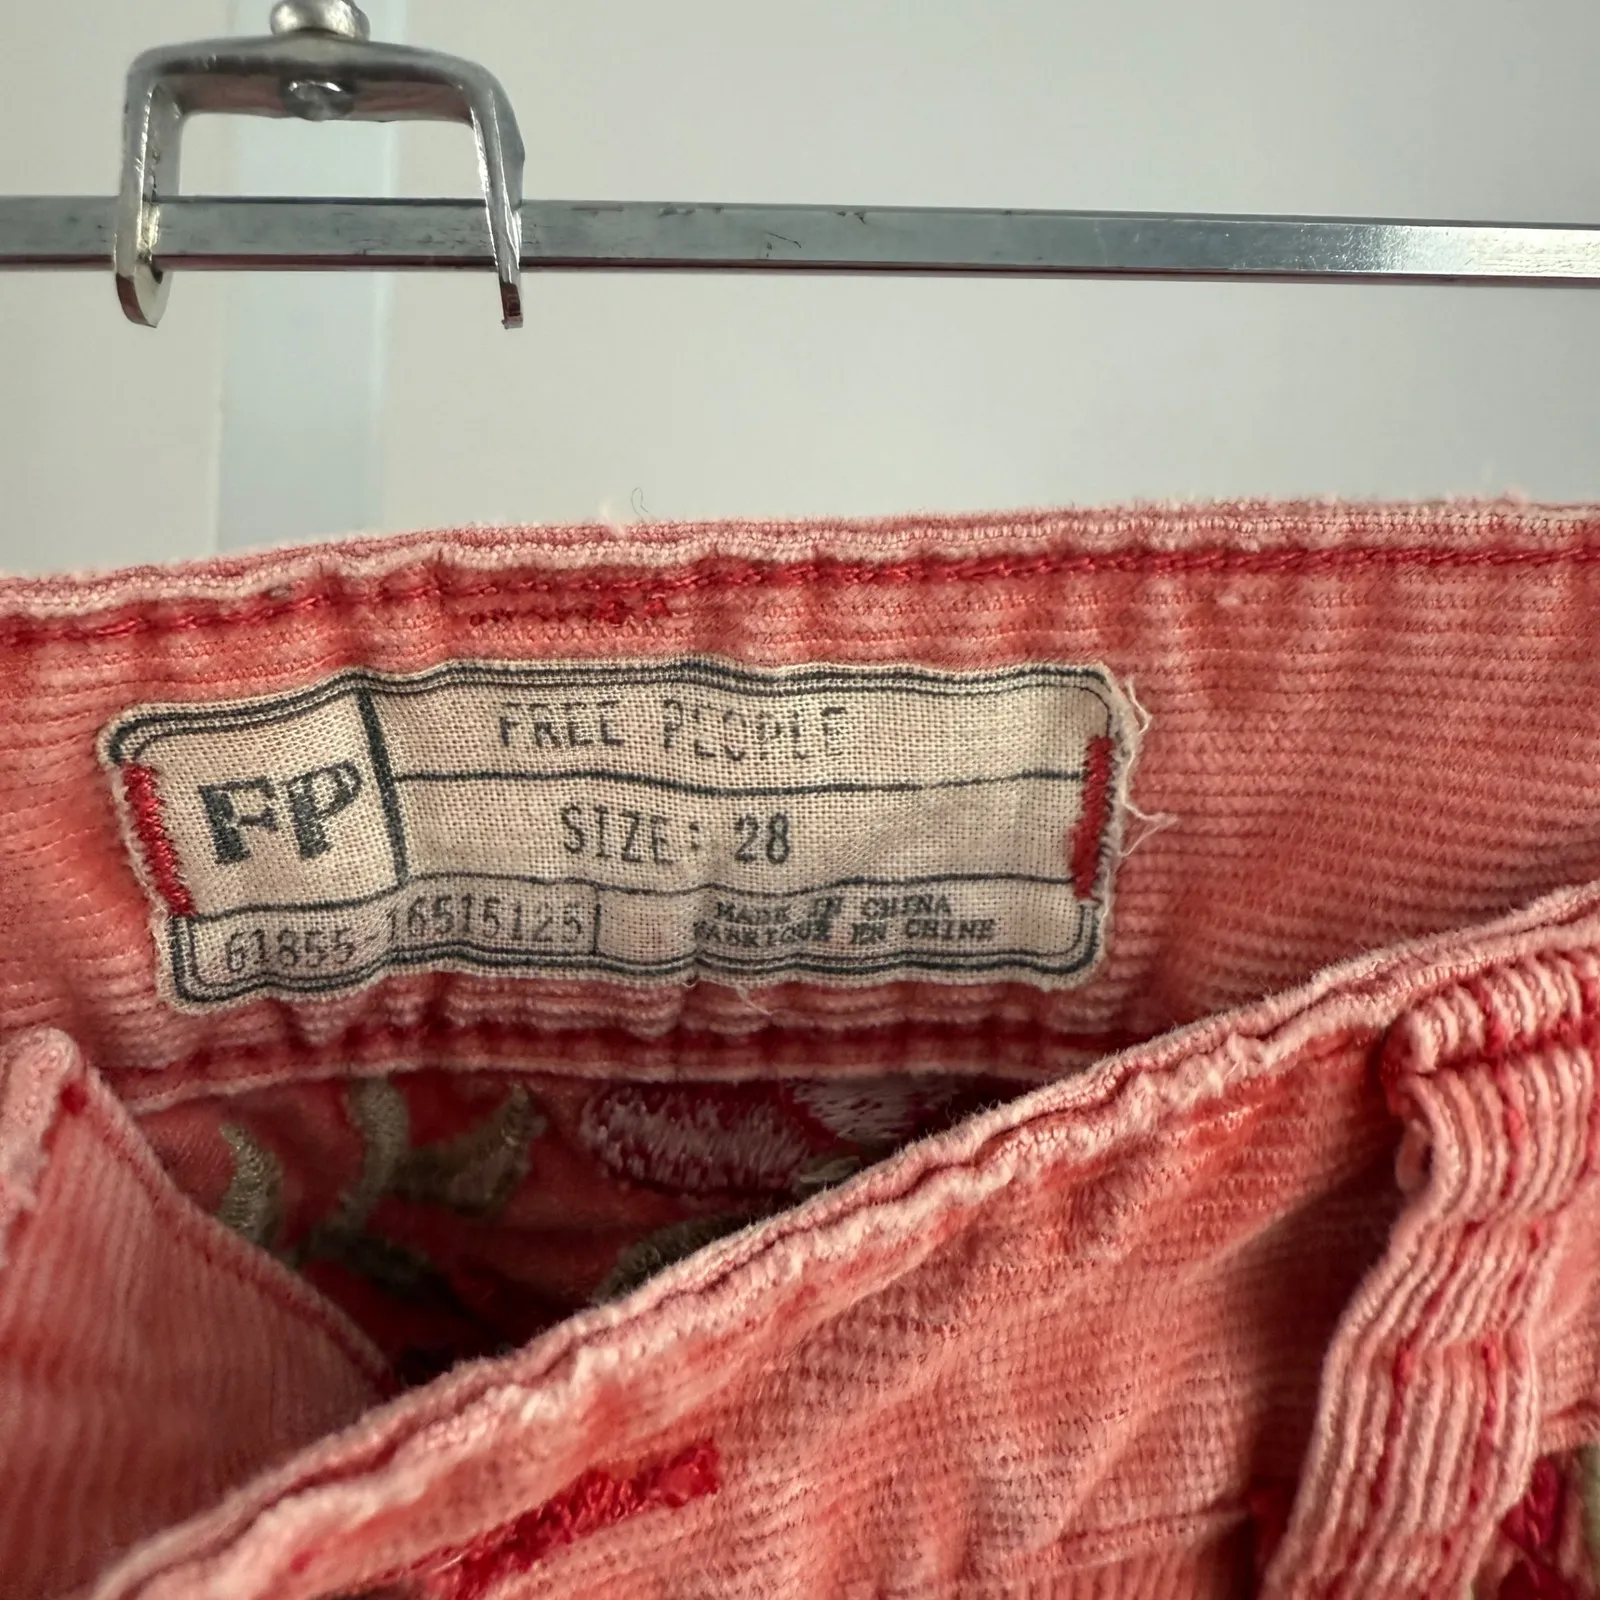 FP
FREE PEOPLE
SIZE: 28
61855 16515125
MADE IN CHINA
FABRIQUE EN CHINE